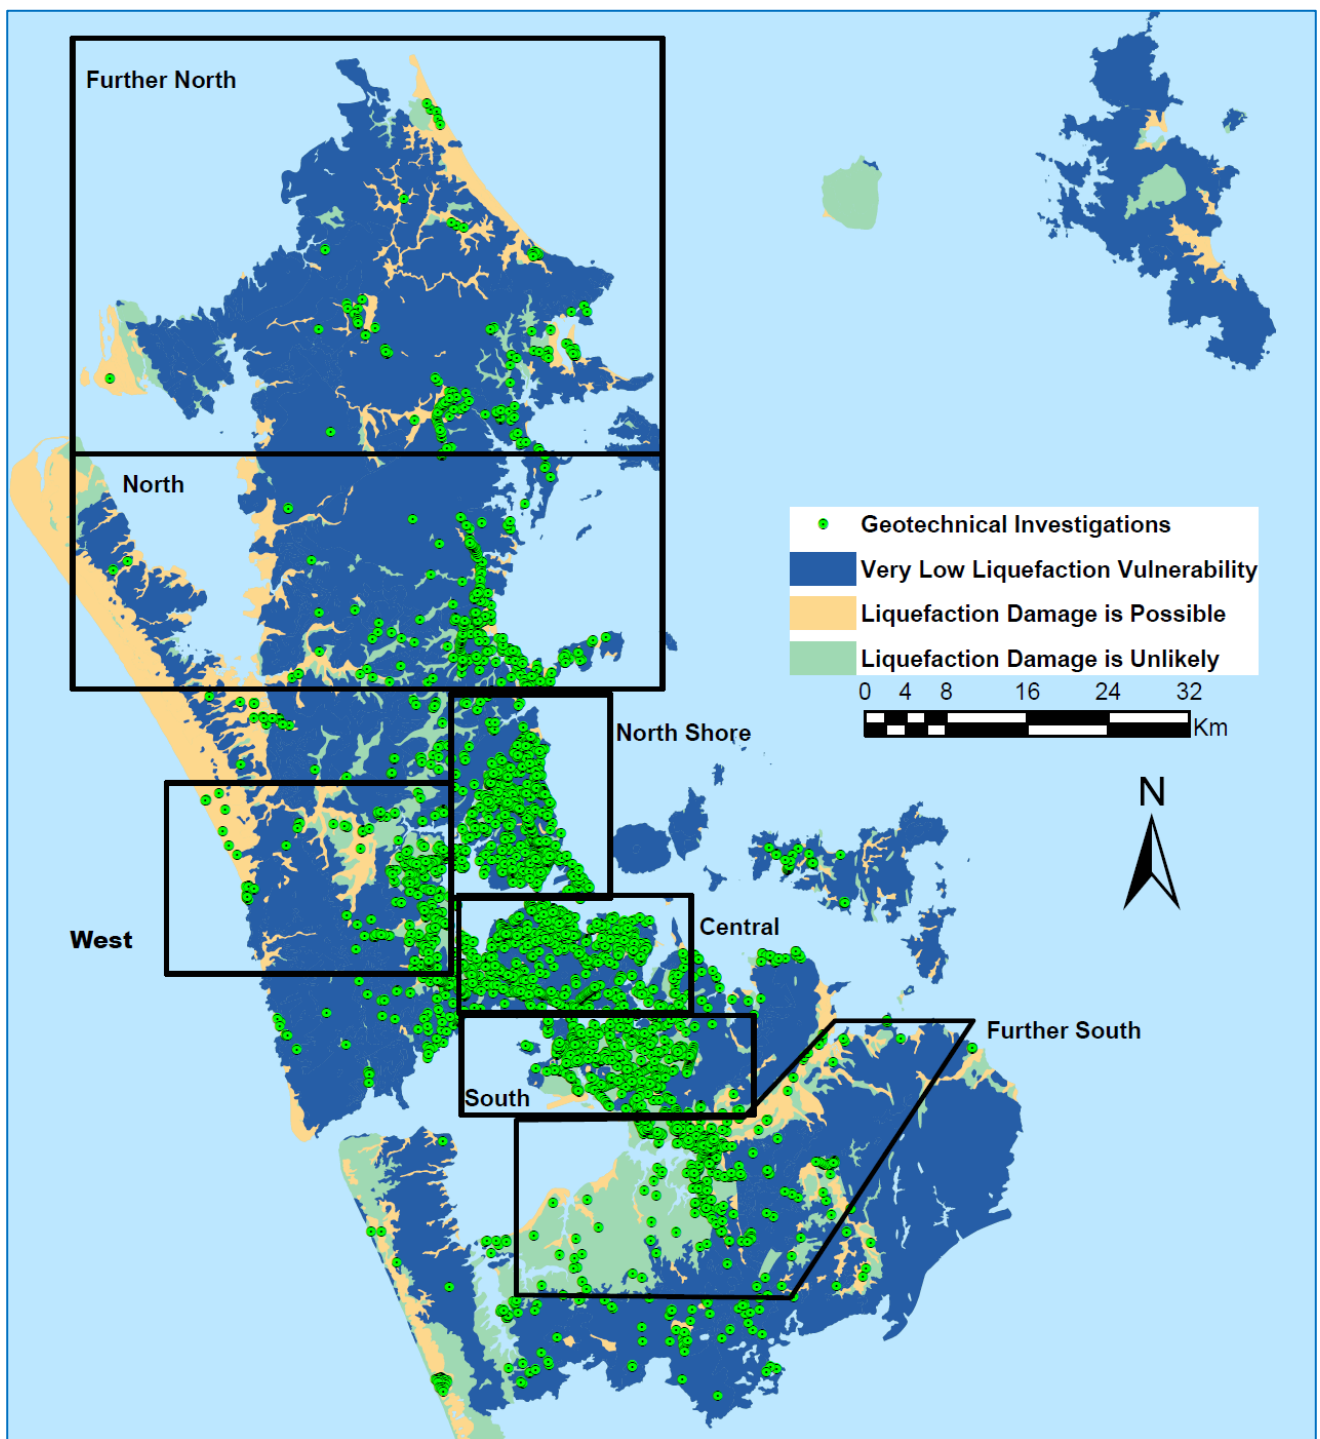 Further North
North
Geotechnical Investigations
Very Low Liquefaction Vulnerability
Liquefaction Damage is Possible
Liquefaction Damage is Unlikely
0 4 8 16 24 32
Km
North Shore
N
West
Central
Further South
South